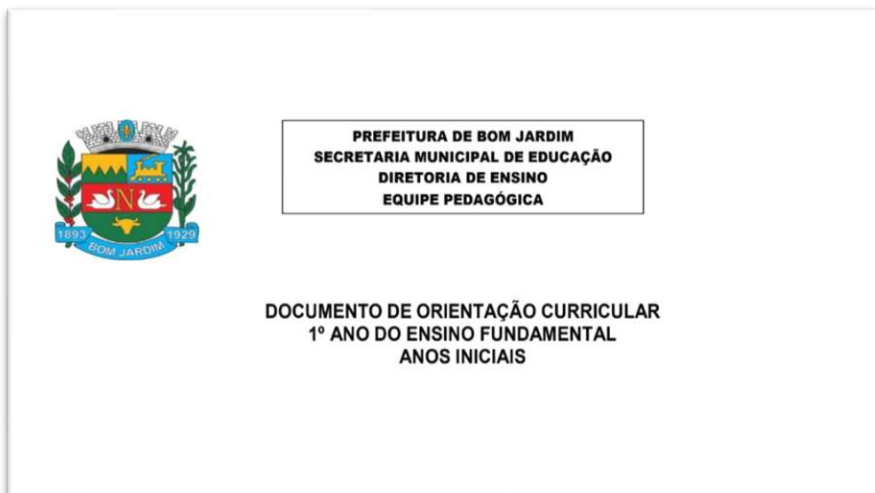 PREFEITURA DE BOM JARDIM
SECRETARIA MUNICIPAL DE EDUCAÇÃO
DIRETORIA DE ENSINO
EQUIPE PEDAGÓGICA
N
1893
1929
BOM JARDIM
DOCUMENTO DE ORIENTAÇÃO CURRICULAR
1º ANO DO ENSINO FUNDAMENTAL
ANOS INICIAIS